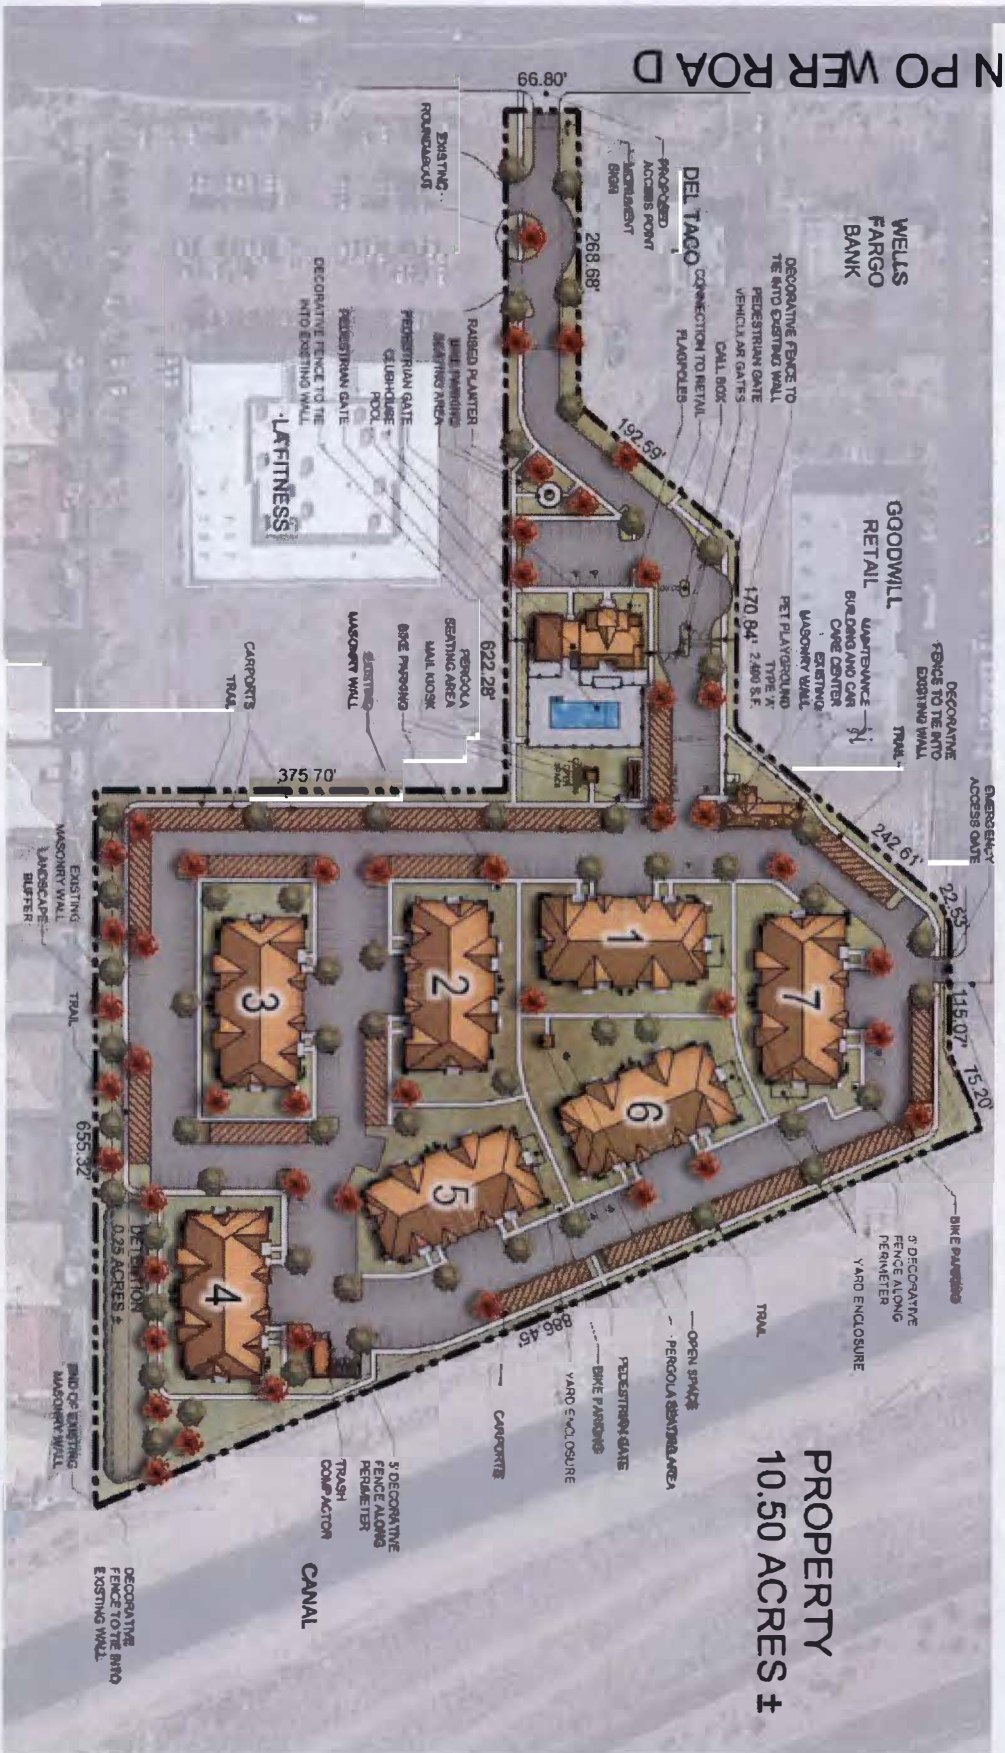 N PO WER ROA D
66.80'
EXISTING
ROUNDABOUT
PROPOSED
ACCESS POINT
MONUMENT
SIGN
DEL TACO
WELLS
FARGO
BANK
268.68'
DECORATIVE FENCE TO
TIE INTO EXISTING WALL
PEDESTRIAN GATE
VEHICULAR GATES
CALL BOX
CONNECTION TO RETAIL
FLAGPOLES
192.59'
RAISED PLANTER
BIKE PARKING
SEATING AREA
PEDESTRIAN GATE
CLUBHOUSE
POOL
PEDESTRIAN GATE
DECORATIVE FENCE TO TIE
INTO EXISTING WALL
LA FITNESS
GOODWILL
RETAIL
MAINTENANCE
BUILDING AND CAR
CARE CENTER
EXISTING
MASONRY WALL
PET PLAYGROUND
TYPE 'A'
2,400 S.F.
170.84'
DECORATIVE
FENCE TO TIE INTO
EXISTING WALL
TRAIL
EMERGENCY
ACCESS GATE
622.28'
PERGOLA
SEATING AREA
MAIL KIOSK
BIKE PARKING
EXISTING
MASONRY WALL
CARPORTS
TRAIL
OPEN
SPACE
375 70'
242 61'
22.53'
115.07'
75.20'
EXISTING
MASONRY WALL
LANDSCAPE
BUFFER
TRAIL
1
2
3
4
5
6
7
655.32'
DETENTION
0.25 ACRES ±
END OF EXISTING
MASONRY WALL
BIKE PARKING
5' DECORATIVE
FENCE ALONG
PERIMETER
YARD ENCLOSURE
TRAIL
886.45'
OPEN SPACE
PERGOLA SEATING AREA
PEDESTRIAN GATE
BIKE PARKING
YARD ENCLOSURE
CARPORTS
5' DECORATIVE
FENCE ALONG
PERIMETER
TRASH
COMPACTOR
CANAL
PROPERTY
10.50 ACRES ±
DECORATIVE
FENCE TO TIE INTO
EXISTING WALL